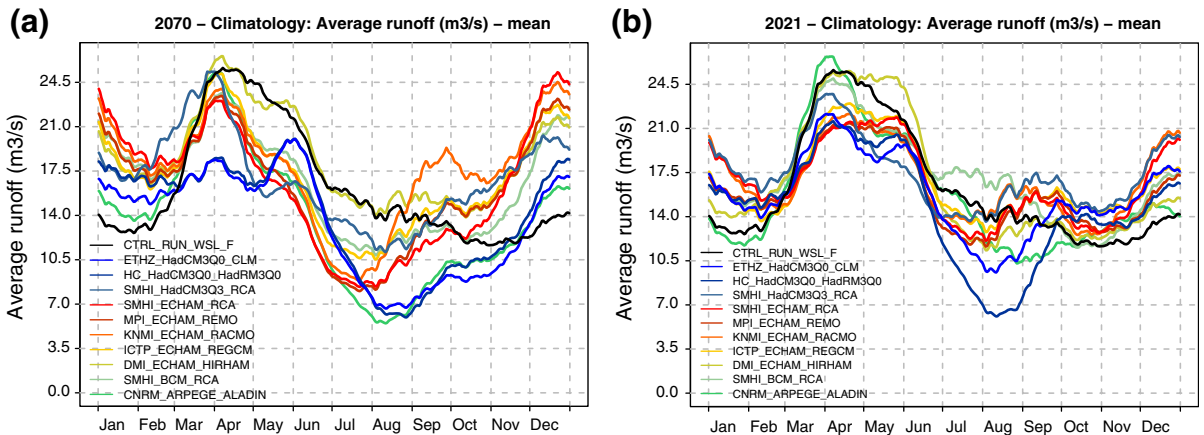 (a)
2070 – Climatology: Average runoff (m3/s) – mean
Average runoff (m3/s)
24.5
21.0
17.5
14.0
10.5
7.0
3.5
0.0
CTRL_RUN_WSL_F
ETHZ_HadCM3Q0_CLM
HC_HadCM3Q0_HadRM3Q0
SMHI_HadCM3Q3_RCA
SMHI_ECHAM_RCA
MPI_ECHAM_REMO
KNMI_ECHAM_RACMO
ICTP_ECHAM_REGCM
DMI_ECHAM_HIRHAM
SMHI_BCM_RCA
CNRM_ARPEGE_ALADIN
Jan Feb Mar Apr May Jun Jul Aug Sep Oct Nov Dec
(b)
2021 – Climatology: Average runoff (m3/s) – mean
Average runoff (m3/s)
24.5
21.0
17.5
14.0
10.5
7.0
3.5
0.0
CTRL_RUN_WSL_F
ETHZ_HadCM3Q0_CLM
HC_HadCM3Q0_HadRM3Q0
SMHI_HadCM3Q3_RCA
SMHI_ECHAM_RCA
MPI_ECHAM_REMO
KNMI_ECHAM_RACMO
ICTP_ECHAM_REGCM
DMI_ECHAM_HIRHAM
SMHI_BCM_RCA
CNRM_ARPEGE_ALADIN
Jan Feb Mar Apr May Jun Jul Aug Sep Oct Nov Dec